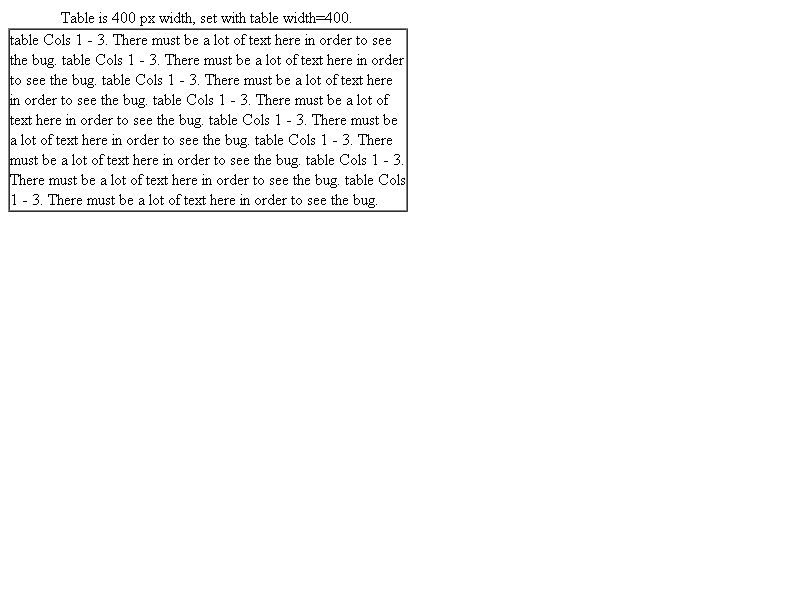 Table is 400 px width, set with table width=400.
table Cols 1 - 3. There must be a lot of text here in order to see
the bug. table Cols 1 - 3. There must be a lot of text here in order
to see the bug. table Cols 1 - 3. There must be a lot of text here
in order to see the bug. table Cols 1 - 3. There must be a lot of
text here in order to see the bug. table Cols 1 - 3. There must be
a lot of text here in order to see the bug. table Cols 1 - 3. There
must be a lot of text here in order to see the bug. table Cols 1 - 3.
There must be a lot of text here in order to see the bug. table Cols
1 - 3. There must be a lot of text here in order to see the bug.